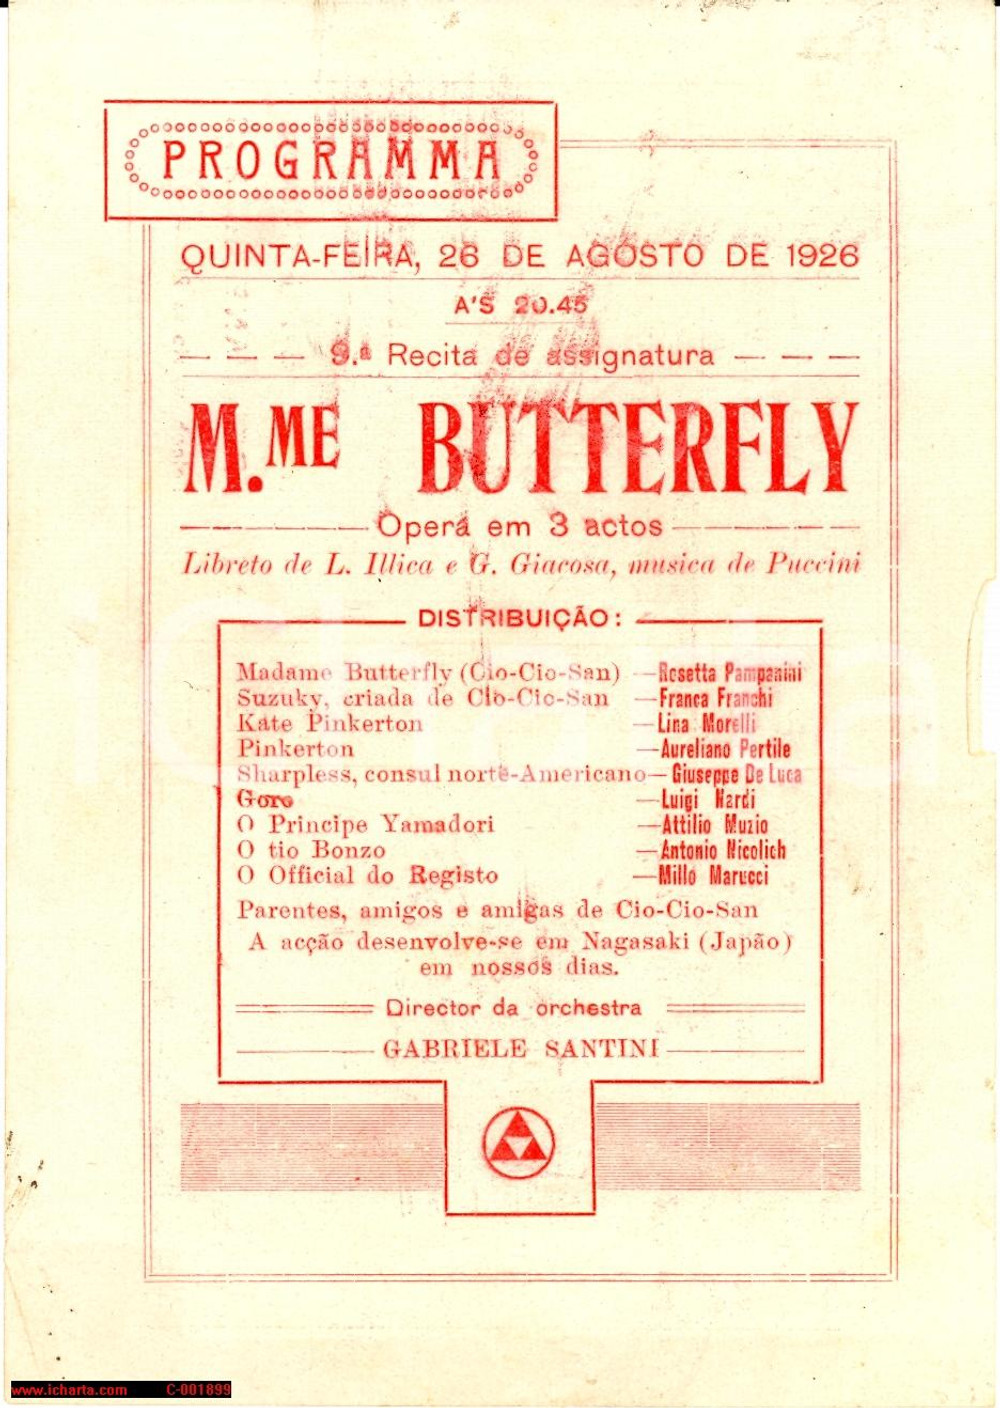 PROGRAMMA
QUINTA-FEIRA, 26 DE AGOSTO DE 1926
A'S 20.45
9.ª Recita de assignatura
M.ME BUTTERFLY
Opera em 3 actos
Libreto de L. Illica e G. Giacosa, musica de Puccini
DISTRIBUIÇÃO:
Madame Butterfly (Cio-Cio-San) — Rosetta Pampanini
Suzuky, criada de Cio-Cio-San — Franca Franchi
Kate Pinkerton — Lina Morelli
Pinkerton — Aureliano Pertile
Sharpless, consul norte-Americano — Giuseppe De Luca
Goro — Luigi Nardi
O Principe Yamadori — Attilio Muzio
O tio Bonzo — Antonio Nicolich
O Official do Registo — Millo Marucci
Parentes, amigos e amigas de Cio-Cio-San
A acção desenvolve-se em Nagasaki (Japão)
em nossos dias.
Director da orchestra
GABRIELE SANTINI
www.icharta.com C-001899